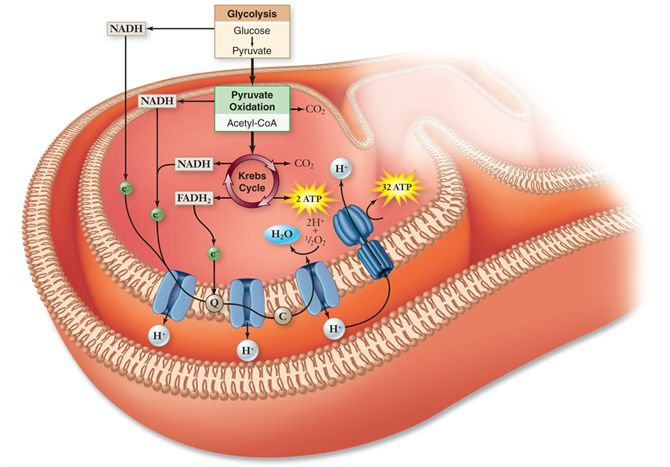 Glycolysis
Glucose
Pyruvate
NADH
Pyruvate
Oxidation
Acetyl-CoA
NADH
CO₂
NADH
Krebs
Cycle
CO₂
FADH₂
2 ATP
H⁺
32 ATP
e⁻
e⁻
e⁻
2H⁺
+
½O₂
H₂O
Q
C
H⁺
H⁺
H⁺